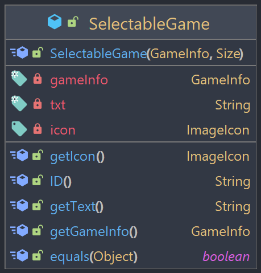 SelectableGame
SelectableGame(GameInfo, Size)
gameInfo GameInfo
txt String
icon ImageIcon
getIcon() ImageIcon
ID() String
getText() String
getGameInfo() GameInfo
equals(Object) boolean